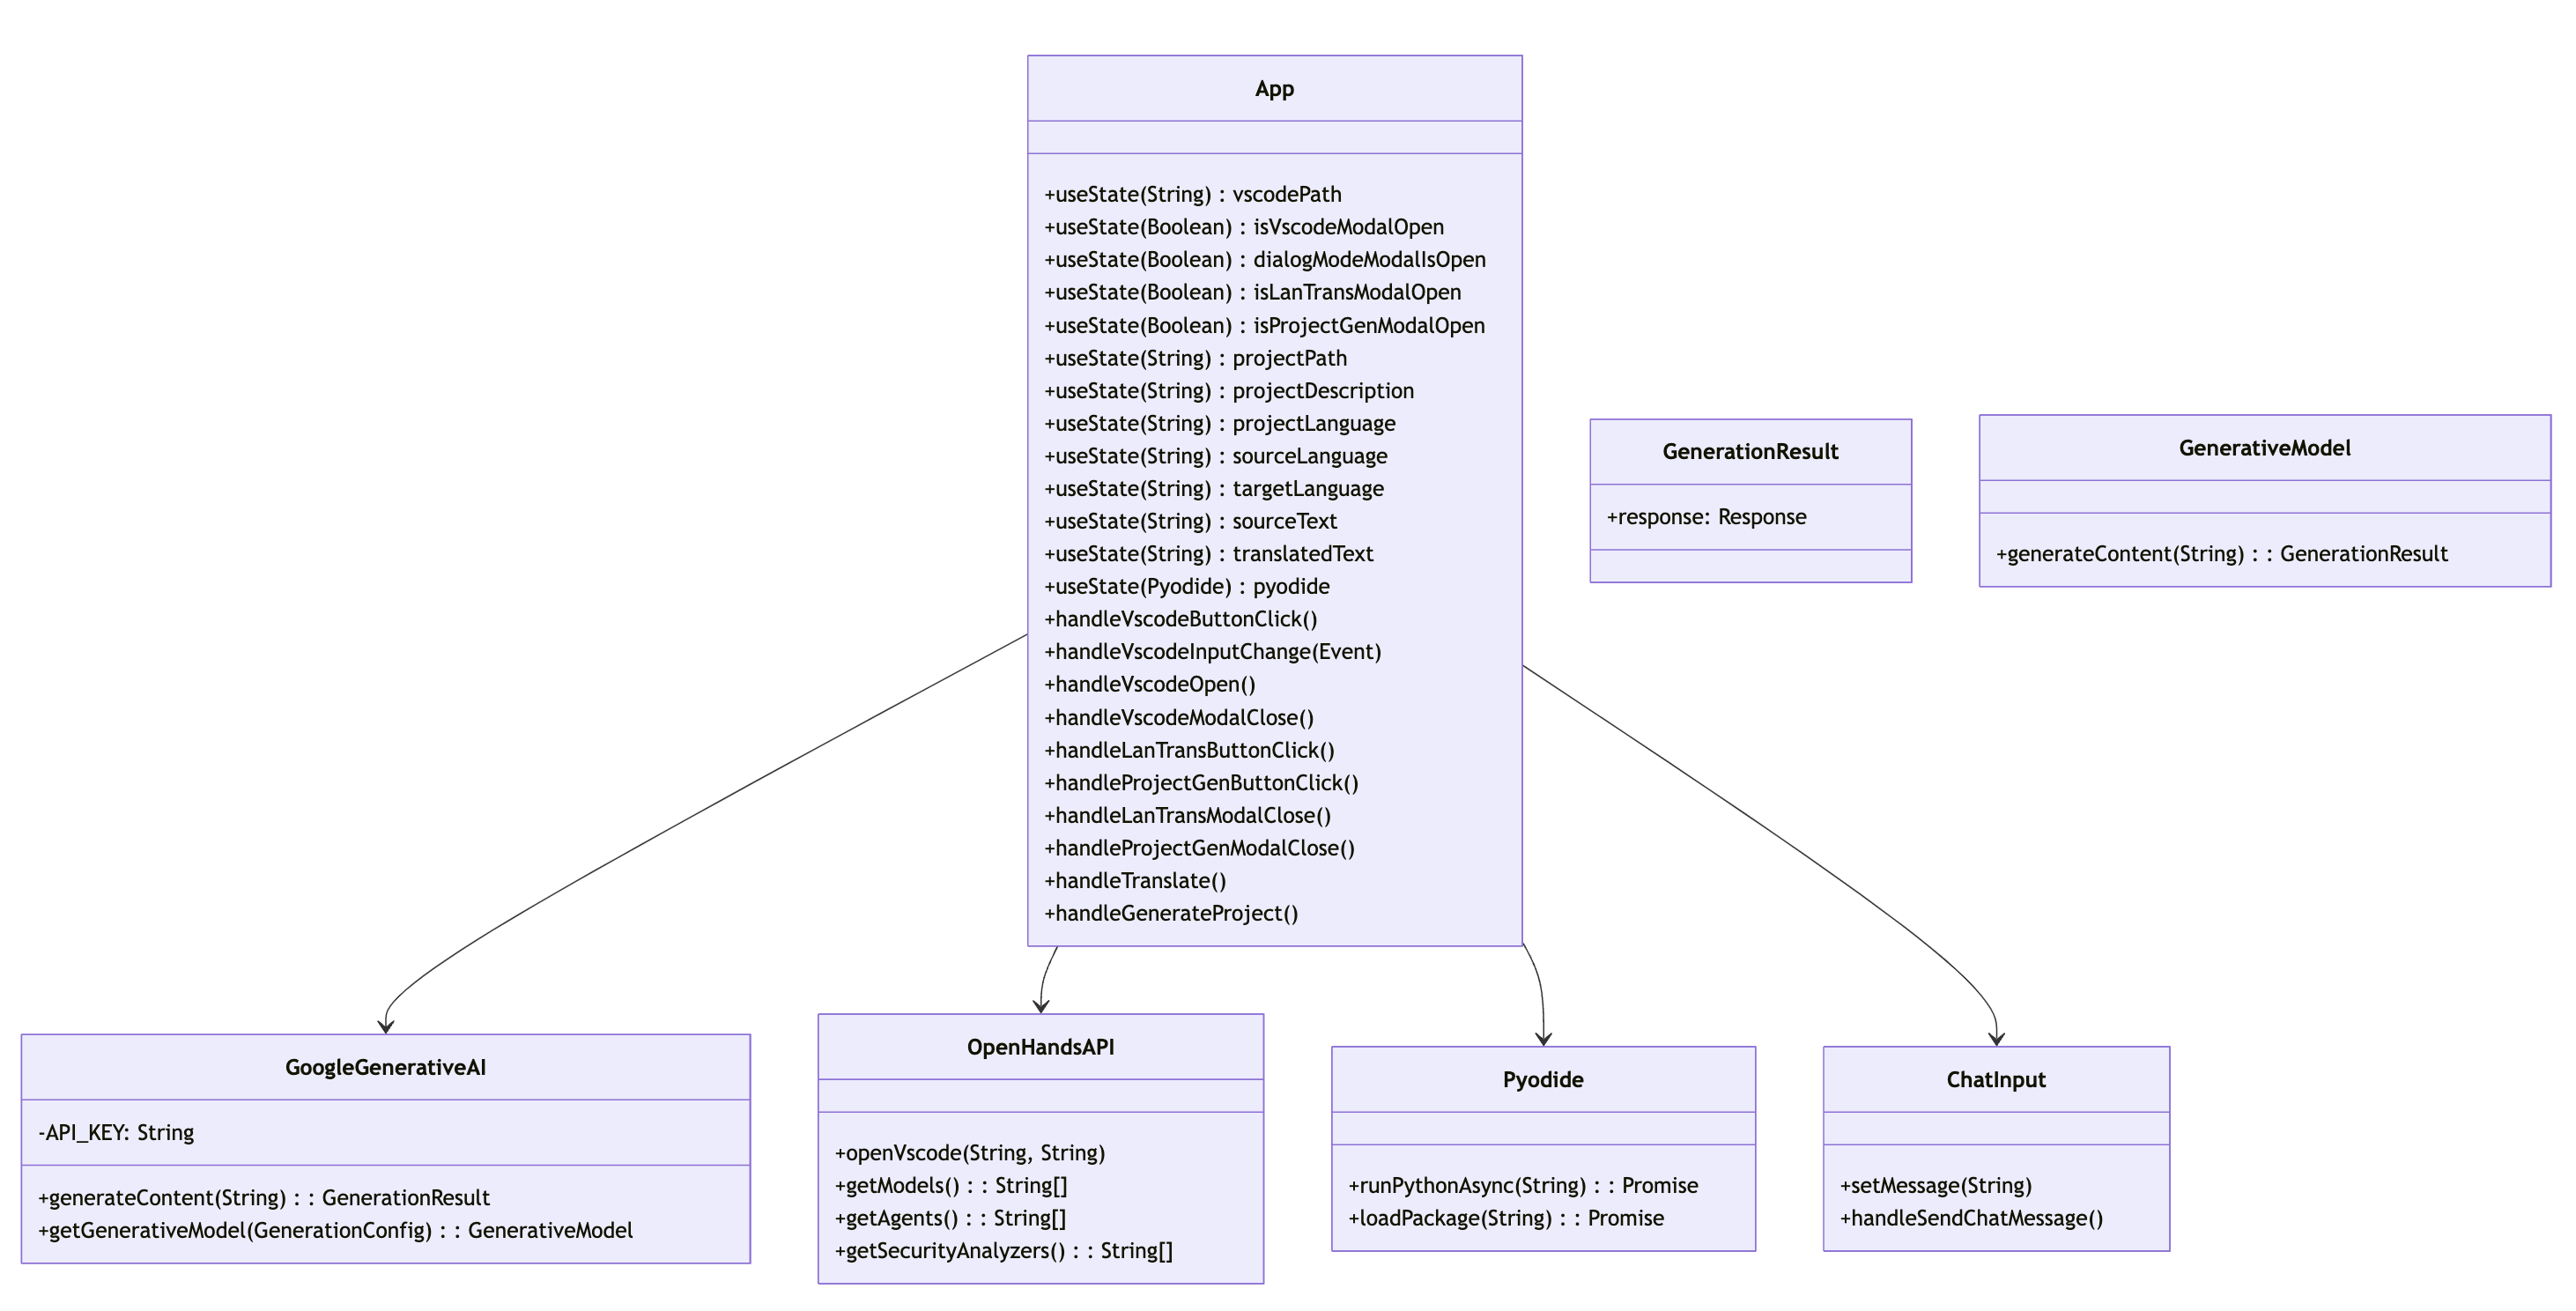 App
+useState(String) : vscodePath
+useState(Boolean) : isVscodeModalOpen
+useState(Boolean) : dialogModeModalIsOpen
+useState(Boolean) : isLanTransModalOpen
+useState(Boolean) : isProjectGenModalOpen
+useState(String) : projectPath
+useState(String) : projectDescription
+useState(String) : projectLanguage
+useState(String) : sourceLanguage
+useState(String) : targetLanguage
+useState(String) : sourceText
+useState(String) : translatedText
+useState(Pyodide) : pyodide
+handleVscodeButtonClick()
+handleVscodeInputChange(Event)
+handleVscodeOpen()
+handleVscodeModalClose()
+handleLanTransButtonClick()
+handleProjectGenButtonClick()
+handleLanTransModalClose()
+handleProjectGenModalClose()
+handleTranslate()
+handleGenerateProject()
GenerationResult
+response: Response
GenerativeModel
+generateContent(String) : : GenerationResult
GoogleGenerativeAI
-API_KEY: String
+generateContent(String) : : GenerationResult
+getGenerativeModel(GenerationConfig) : : GenerativeModel
OpenHandsAPI
+openVscode(String, String)
+getModels() : : String[]
+getAgents() : : String[]
+getSecurityAnalyzers() : : String[]
Pyodide
+runPythonAsync(String) : : Promise
+loadPackage(String) : : Promise
ChatInput
+setMessage(String)
+handleSendChatMessage()